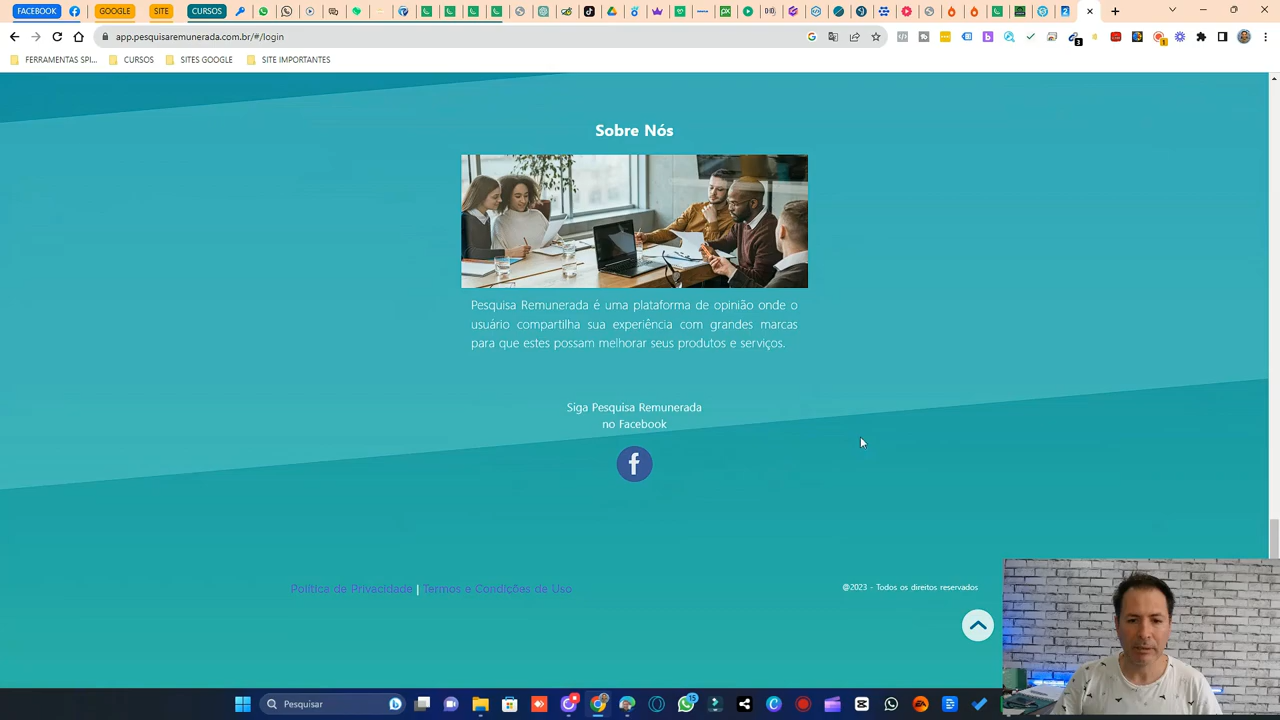 FACEBOOK GOOGLE SITE CURSOS
app.pesquisaremunerada.com.br/#/login
FERRAMENTAS SPI... CURSOS SITES GOOGLE SITE IMPORTANTES
Sobre Nós
Pesquisa Remunerada é uma plataforma de opinião onde o
usuário compartilha sua experiência com grandes marcas
para que estes possam melhorar seus produtos e serviços.
Siga Pesquisa Remunerada
no Facebook
Política de Privacidade | Termos e Condições de Uso
@2023 - Todos os direitos reservados
Pesquisar
15